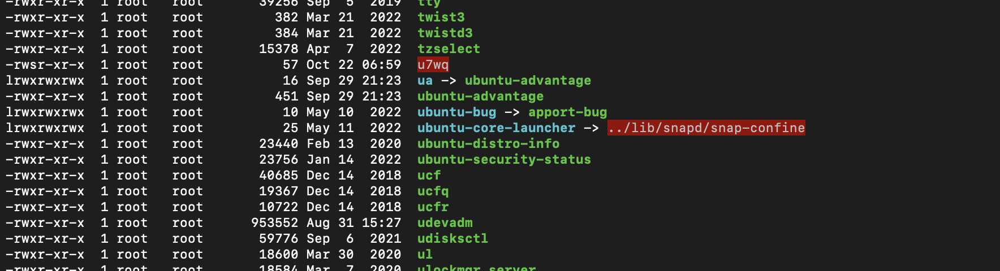 -rwxr-xr-x  1 root   root       39256 Sep  5  2019  tty
-rwxr-xr-x  1 root   root         382 Mar 21  2022  twist3
-rwxr-xr-x  1 root   root         384 Mar 21  2022  twistd3
-rwxr-xr-x  1 root   root       15378 Apr  7  2022  tzselect
-rwsr-xr-x  1 root   root          57 Oct 22 06:59  u7wq
lrwxrwxrwx  1 root   root          16 Sep 29 21:23  ua -> ubuntu-advantage
-rwxr-xr-x  1 root   root         451 Sep 29 21:23  ubuntu-advantage
lrwxrwxrwx  1 root   root          10 May 10  2022  ubuntu-bug -> apport-bug
lrwxrwxrwx  1 root   root          25 May 11  2022  ubuntu-core-launcher -> ../lib/snapd/snap-confine
-rwxr-xr-x  1 root   root       23440 Feb 13  2020  ubuntu-distro-info
-rwxr-xr-x  1 root   root       23756 Jan 14  2022  ubuntu-security-status
-rwxr-xr-x  1 root   root       40685 Dec 14  2018  ucf
-rwxr-xr-x  1 root   root       19367 Dec 14  2018  ucfq
-rwxr-xr-x  1 root   root       10722 Dec 14  2018  ucfr
-rwxr-xr-x  1 root   root      953552 Aug 31 15:27  udevadm
-rwxr-xr-x  1 root   root       59776 Sep  6  2021  udisksctl
-rwxr-xr-x  1 root   root       18600 Mar 30  2020  ul
-rwxr-xr-x  1 root   root       18584 Mar  7  2020  ulockmgr_server